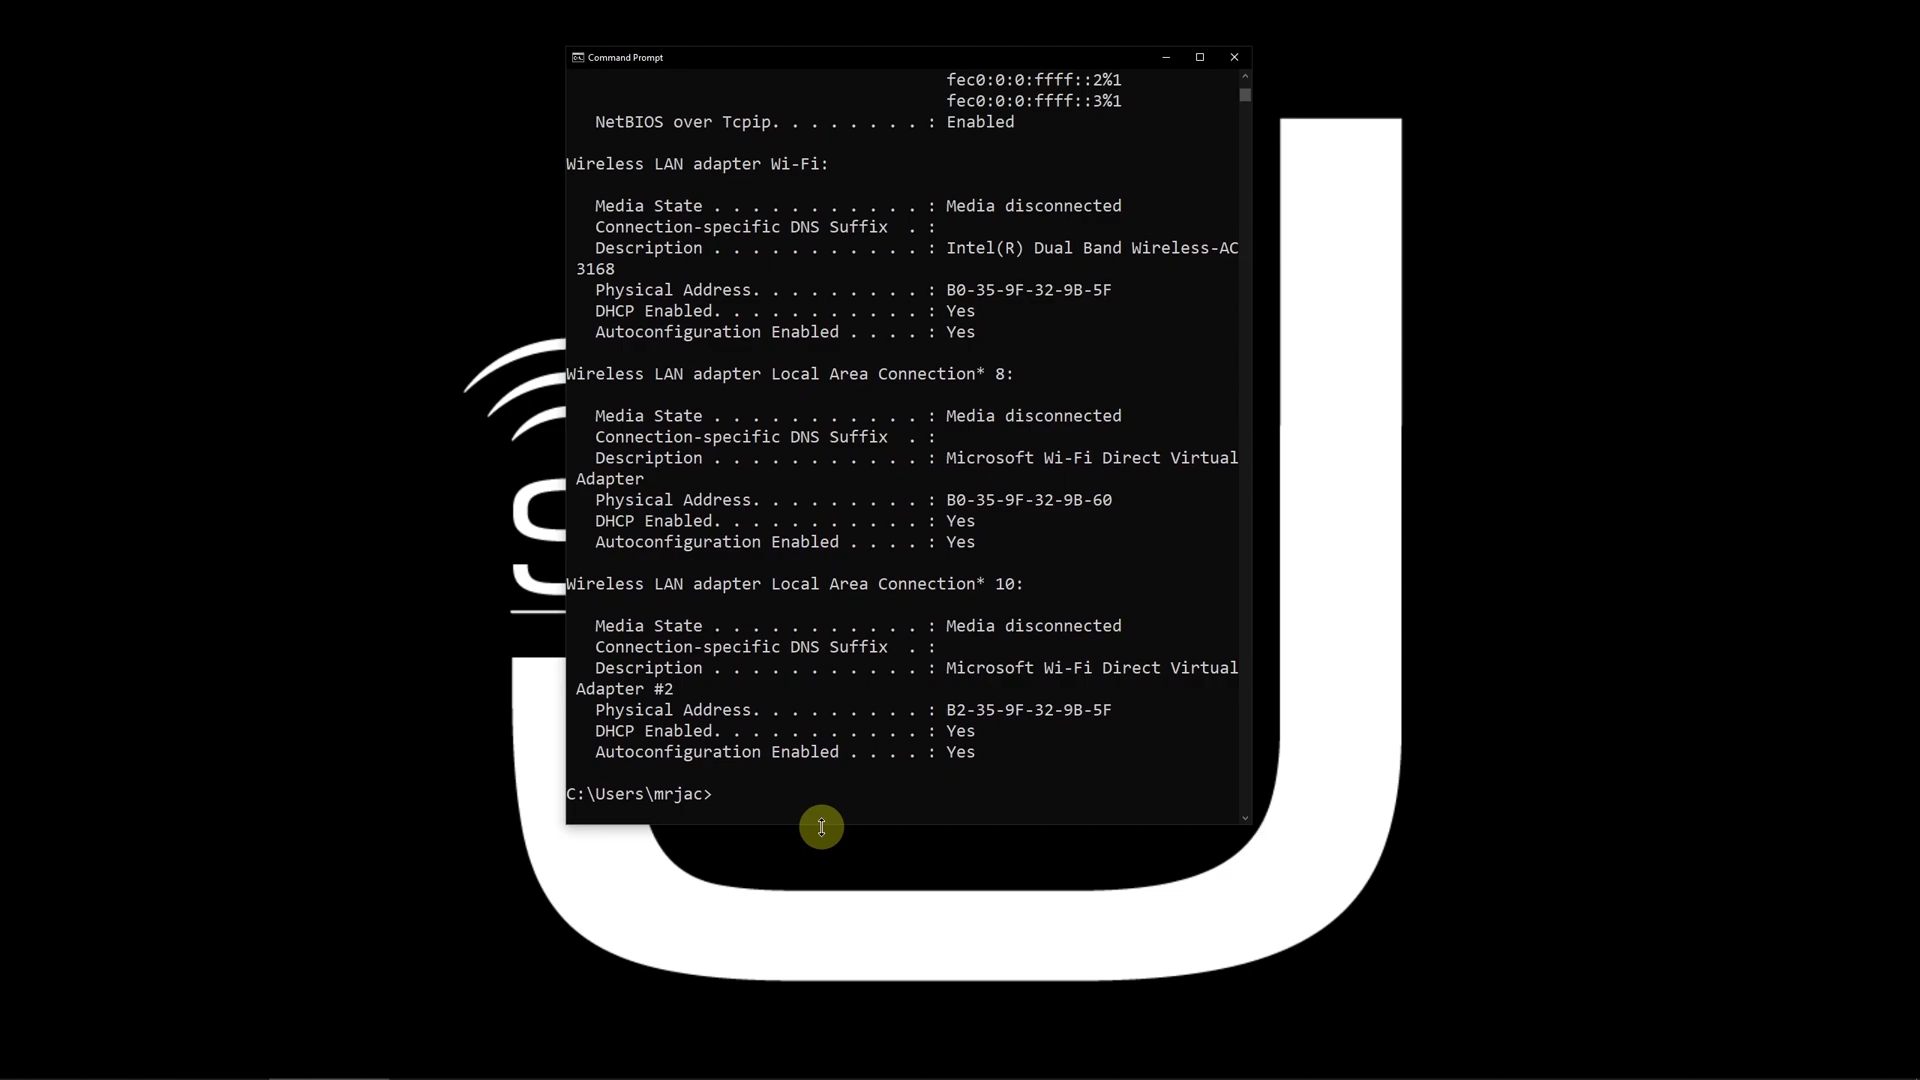 Command Prompt
fec0:0:0:ffff::2%1
fec0:0:0:ffff::3%1
NetBIOS over Tcpip. . . . . . . . : Enabled
Wireless LAN adapter Wi-Fi:
Media State . . . . . . . . . . . : Media disconnected
Connection-specific DNS Suffix  . :
Description . . . . . . . . . . . : Intel(R) Dual Band Wireless-AC
3168
Physical Address. . . . . . . . . : B0-35-9F-32-9B-5F
DHCP Enabled. . . . . . . . . . . : Yes
Autoconfiguration Enabled . . . . : Yes
Wireless LAN adapter Local Area Connection* 8:
Media State . . . . . . . . . . . : Media disconnected
Connection-specific DNS Suffix  . :
Description . . . . . . . . . . . : Microsoft Wi-Fi Direct Virtual
Adapter
Physical Address. . . . . . . . . : B0-35-9F-32-9B-60
DHCP Enabled. . . . . . . . . . . : Yes
Autoconfiguration Enabled . . . . : Yes
Wireless LAN adapter Local Area Connection* 10:
Media State . . . . . . . . . . . : Media disconnected
Connection-specific DNS Suffix  . :
Description . . . . . . . . . . . : Microsoft Wi-Fi Direct Virtual
Adapter #2
Physical Address. . . . . . . . . : B2-35-9F-32-9B-5F
DHCP Enabled. . . . . . . . . . . : Yes
Autoconfiguration Enabled . . . . : Yes
C:\Users\mrjac>